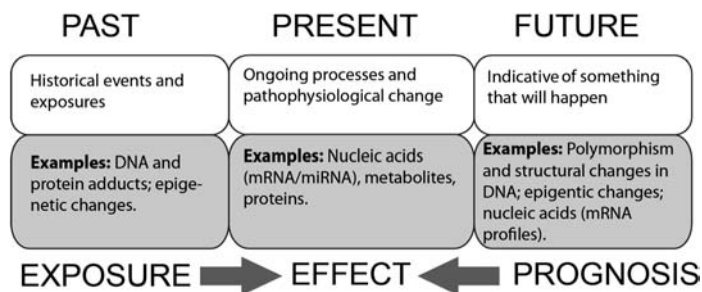 PAST
PRESENT
FUTURE
Historical events and
exposures
Ongoing processes and
pathophysiological change
Indicative of something
that will happen
Examples: DNA and
protein adducts; epige-
netic changes.
Examples: Nucleic acids
(mRNA/miRNA), metabolites,
proteins.
Examples: Polymorphism
and structural changes in
DNA; epigentic changes;
nucleic acids (mRNA
profiles).
EXPOSURE
EFFECT
PROGNOSIS